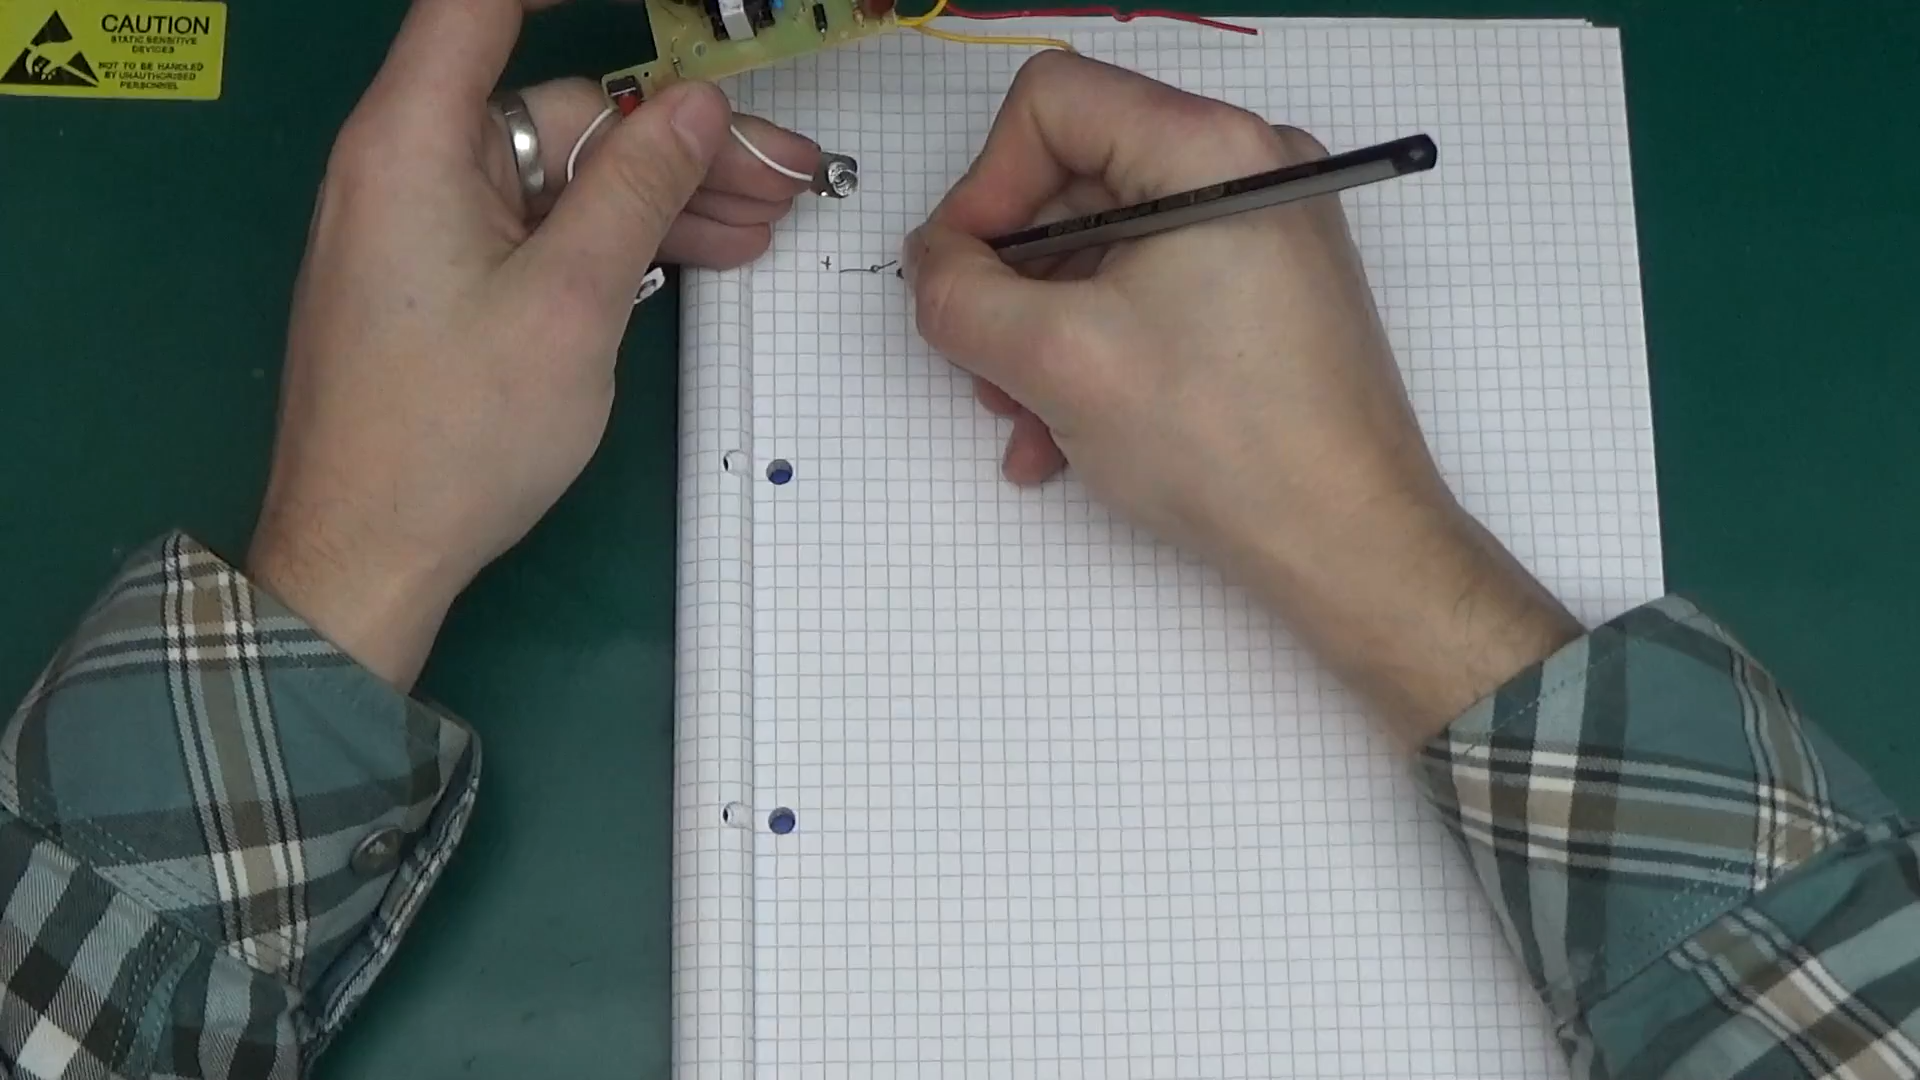 CAUTION
STATIC SENSITIVE
DEVICES
NOT TO BE HANDLED
BY UNAUTHORISED
PERSONNEL
+